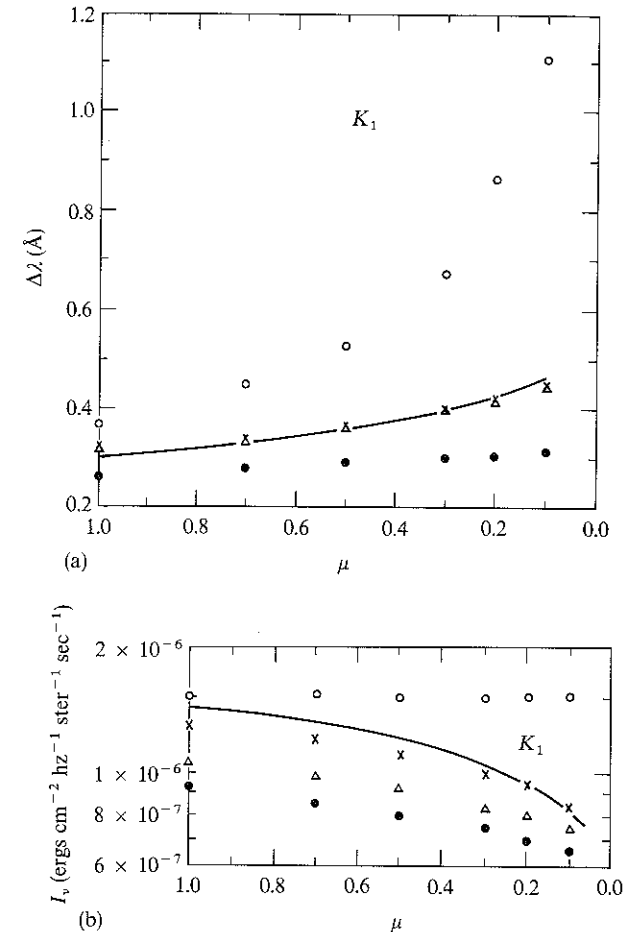 1.2
1.0
0.8
0.6
0.4
0.2
Δλ (Å)
K₁
1.0 0.8 0.6 0.4 0.2 0.0
(a)
μ
I_ν (ergs cm⁻² hz⁻¹ ster⁻¹ sec⁻¹)
2 × 10⁻⁶
1 × 10⁻⁶
8 × 10⁻⁷
6 × 10⁻⁷
K₁
1.0 0.8 0.6 0.4 0.2 0.0
(b)
μ